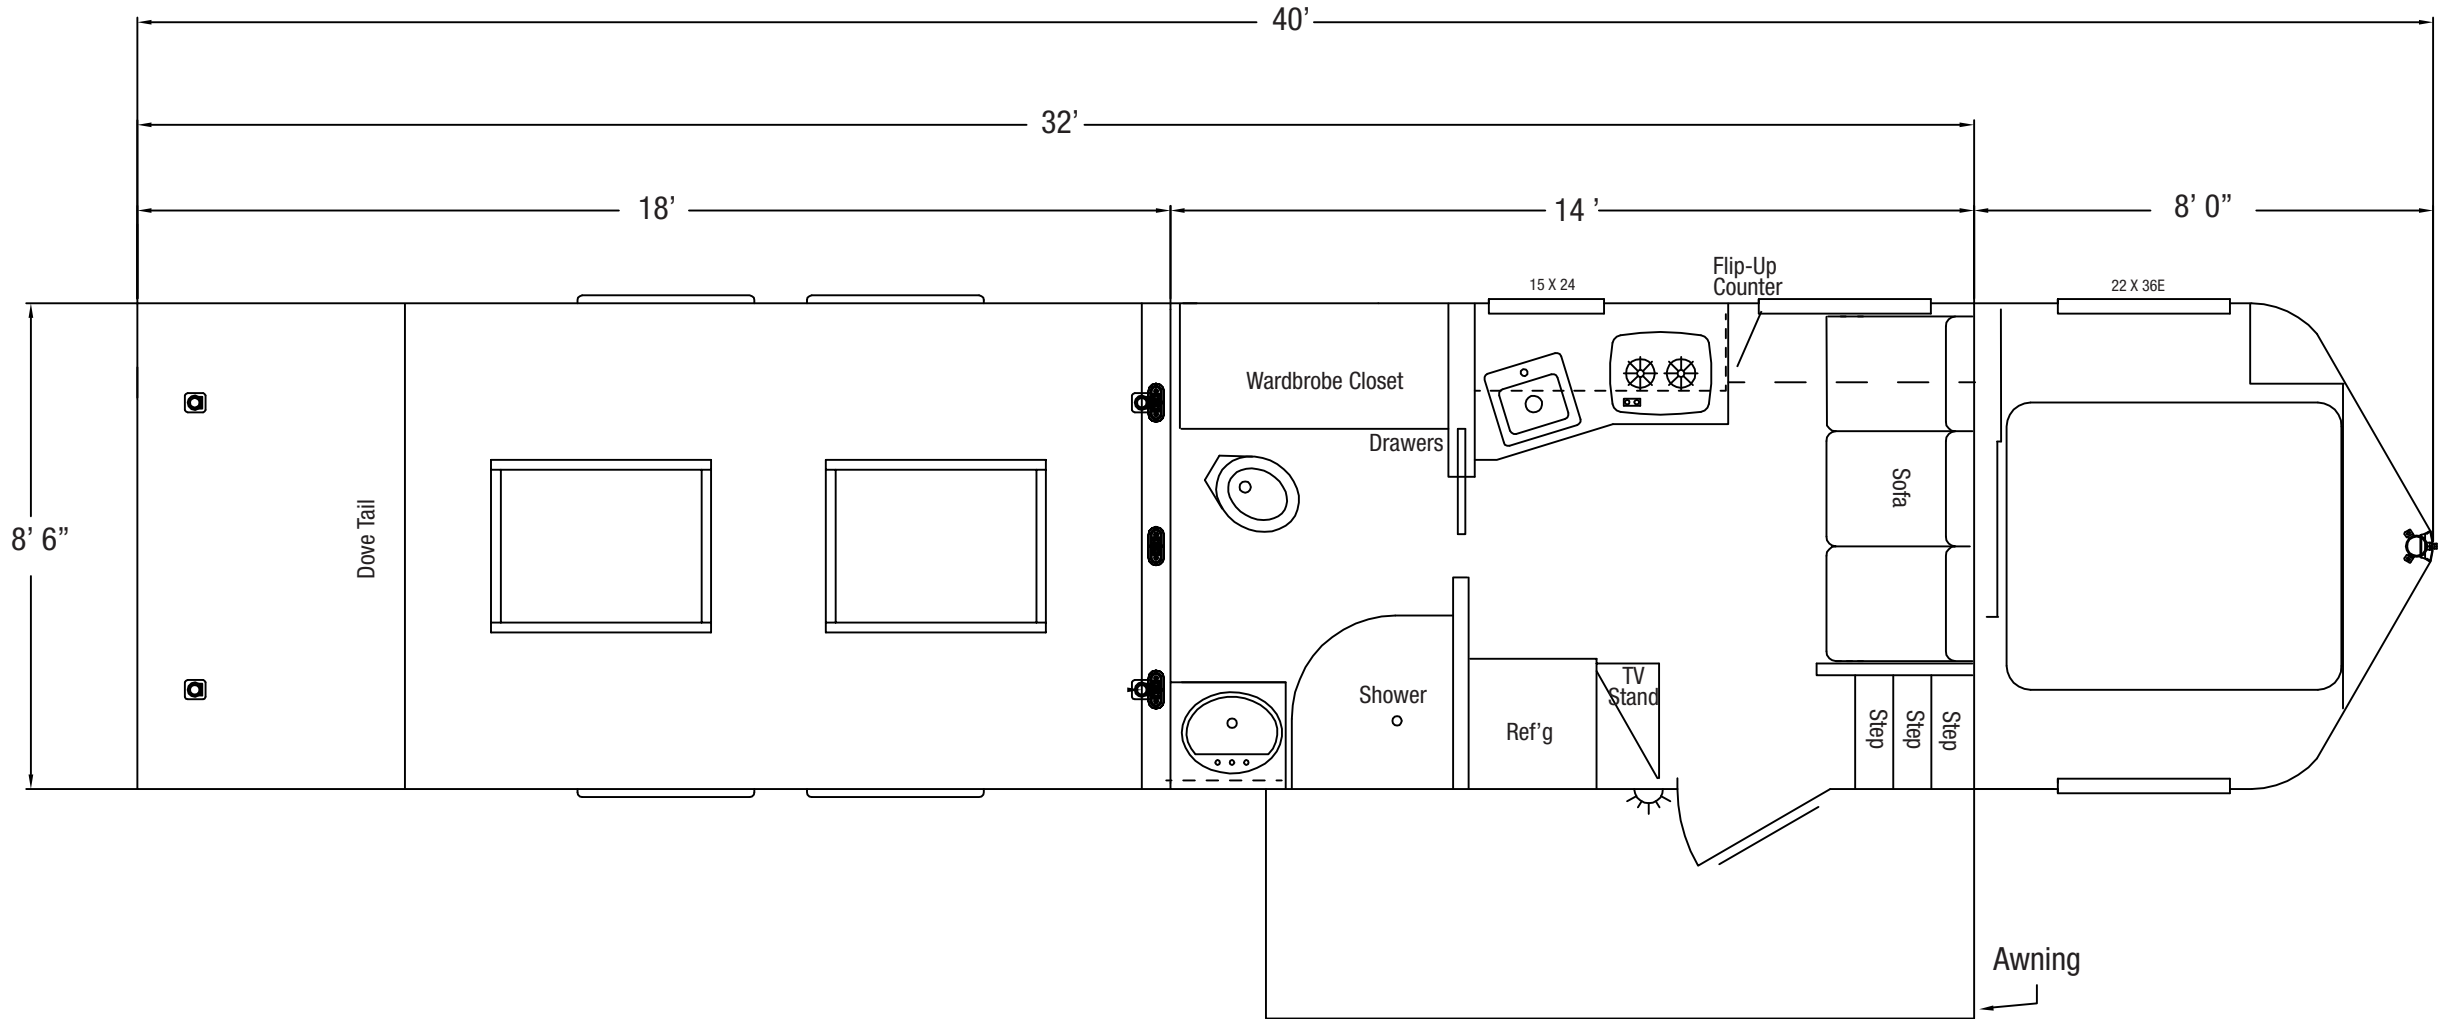 40’
32’
18’
14 ’
8’ 0”
Flip-Up
Counter
15 X 24
22 X 36E
Wardbrobe Closet
Drawers
Sofa
8’ 6”
Dove Tail
TV
Stand
Shower
Ref’g
Step
Step
Step
Awning